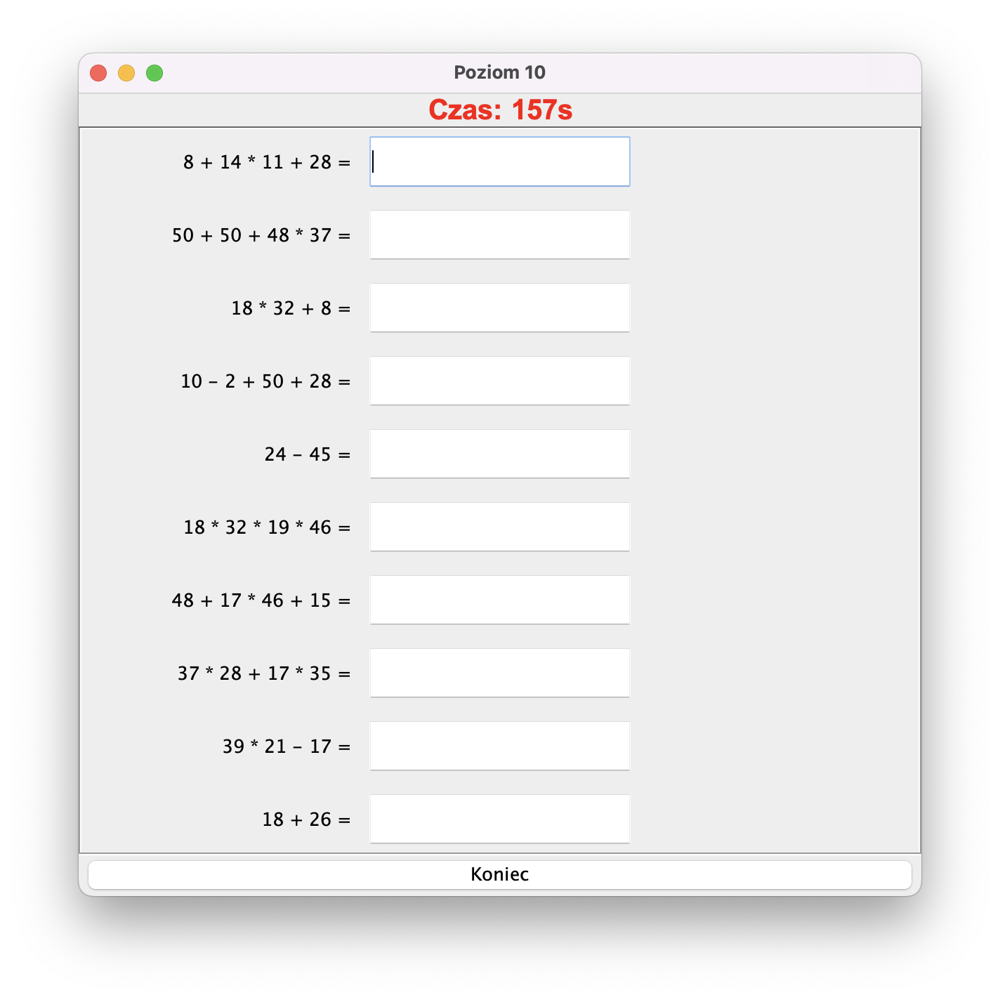 Poziom 10
Czas: 157s
8 + 14 * 11 + 28 =
50 + 50 + 48 * 37 =
18 * 32 + 8 =
10 - 2 + 50 + 28 =
24 - 45 =
18 * 32 * 19 * 46 =
48 + 17 * 46 + 15 =
37 * 28 + 17 * 35 =
39 * 21 - 17 =
18 + 26 =
Koniec